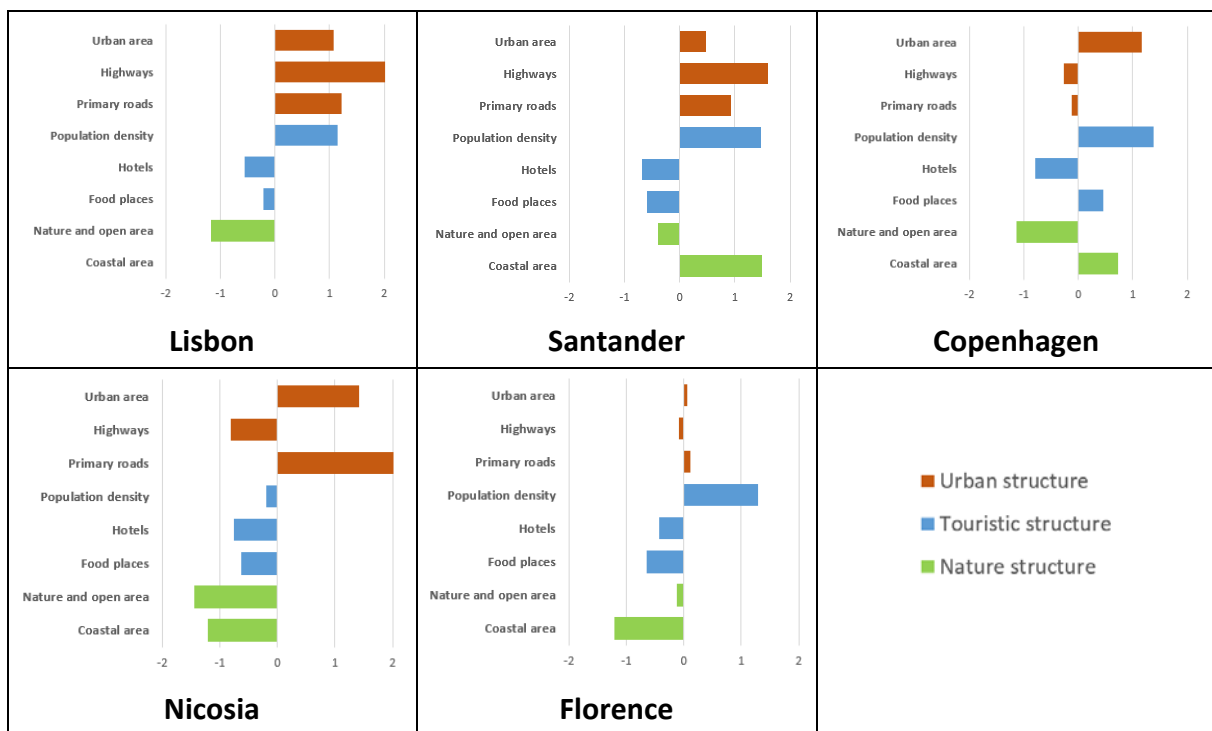 Urban area
Highways
Primary roads
Population density
Hotels
Food places
Nature and open area
Coastal area
-2 -1 0 1 2
Lisbon
Urban area
Highways
Primary roads
Population density
Hotels
Food places
Nature and open area
Coastal area
-2 -1 0 1 2
Santander
Urban area
Highways
Primary roads
Population density
Hotels
Food places
Nature and open area
Coastal area
-2 -1 0 1 2
Copenhagen
Urban area
Highways
Primary roads
Population density
Hotels
Food places
Nature and open area
Coastal area
-2 -1 0 1 2
Nicosia
Urban area
Highways
Primary roads
Population density
Hotels
Food places
Nature and open area
Coastal area
-2 -1 0 1 2
Florence
Urban structure
Touristic structure
Nature structure